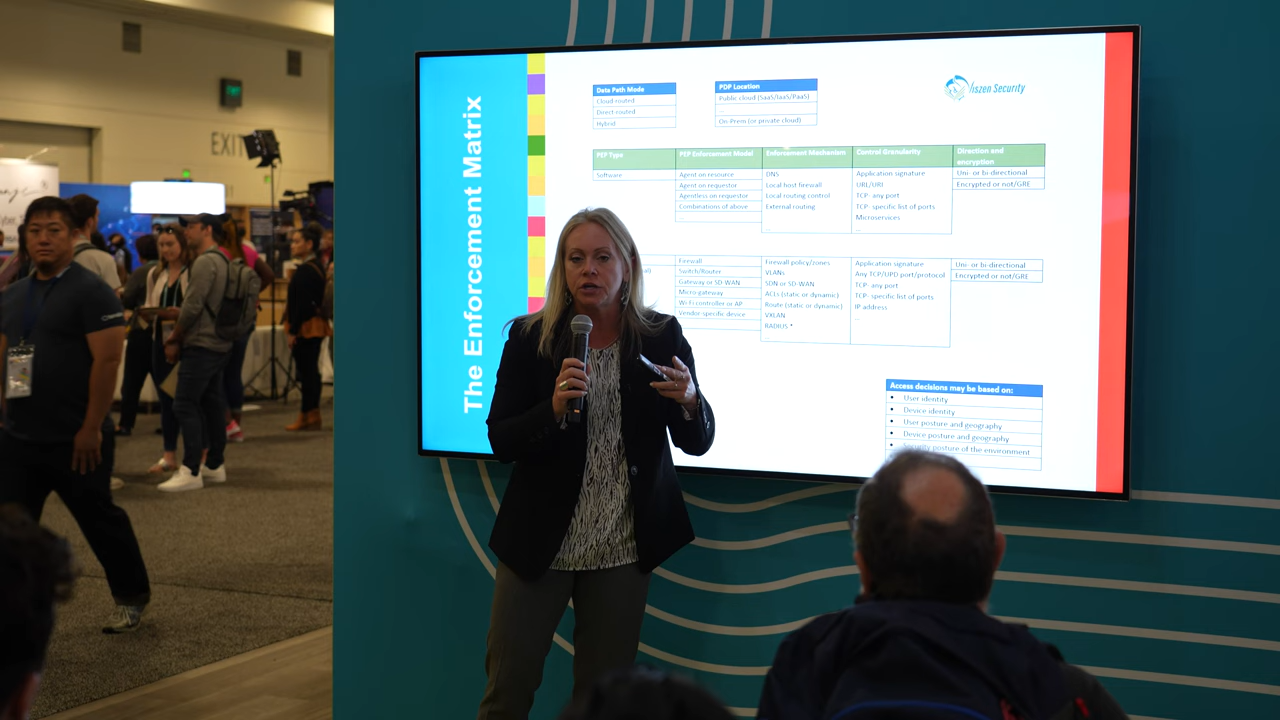 EXIT
The Enforcement Matrix
Data Path Mode
Cloud-routed
Direct-routed
Hybrid
PDP Location
Public cloud (SaaS/IaaS/PaaS)
...
On-Prem (or private cloud)
iszen Security
PEP Type
Software
PEP Enforcement Model
Agent on resource
Agent on requestor
Agentless on requestor
Combinations of above
Enforcement Mechanism
DNS
Local host firewall
Local routing control
External routing
...
Control Granularity
Application signature
URL/URI
TCP: any port
TCP: specific list of ports
Microservices
...
Direction and
encryption
Uni- or bi-directional
Encrypted or not/GRE
Firewall
Switch/Router
Gateway or SD-WAN
Micro-gateway
Wi-Fi controller or AP
Vendor-specific device
Firewall policy/zones
VLANs
SDN or SD-WAN
ACLs (static or dynamic)
Route (static or dynamic)
VXLAN
RADIUS *
Application signature
Any TCP/UPD port/protocol
TCP: any port
TCP: specific list of ports
IP address
...
Uni- or bi-directional
Encrypted or not/GRE
Access decisions may be based on:
• User identity
• Device identity
• User posture and geography
• Device posture and geography
• Security posture of the environment